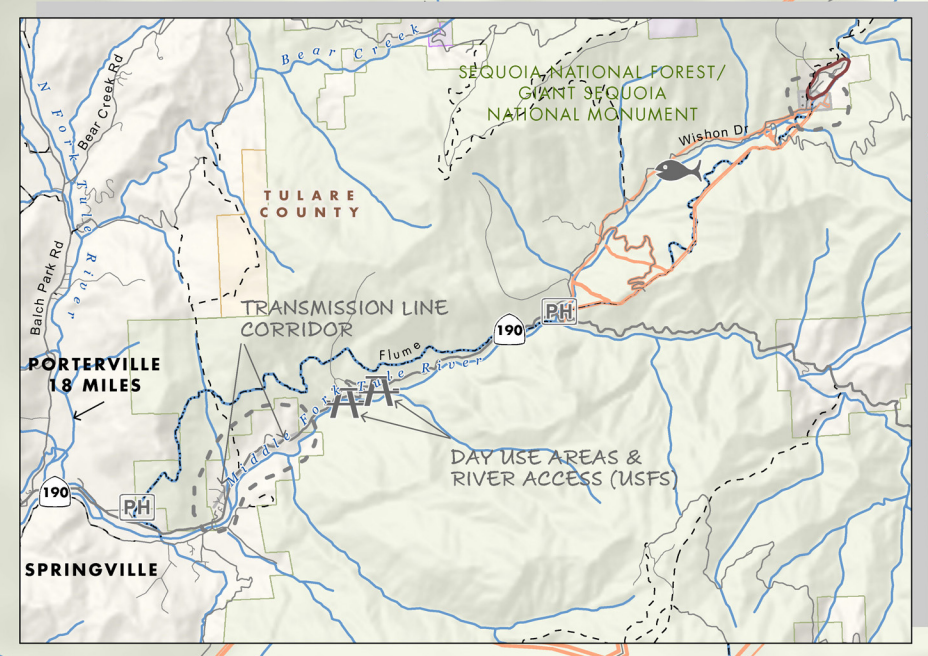 Bear Creek
SEQUOIA NATIONAL FOREST/
GIANT SEQUOIA
NATIONAL MONUMENT
Bear Creek Rd
N Fork Tule River
Wishon Dr
TULARE
COUNTY
Balch Park Rd
TRANSMISSION LINE
CORRIDOR
PH
190
Flume
PORTERVILLE
18 MILES
Middle Fork Tule River
DAY USE AREAS &
RIVER ACCESS (USFS)
190
PH
SPRINGVILLE